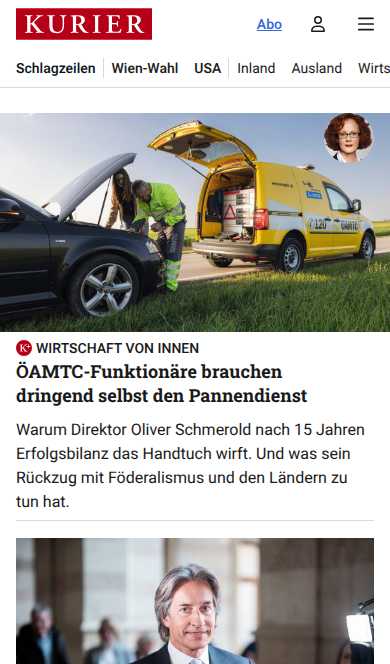 KURIER
Abo
Schlagzeilen Wien-Wahl USA Inland Ausland Wirts
120 ÖAMTC
K+ WIRTSCHAFT VON INNEN
ÖAMTC-Funktionäre brauchen
dringend selbst den Pannendienst
Warum Direktor Oliver Schmerold nach 15 Jahren
Erfolgsbilanz das Handtuch wirft. Und was sein
Rückzug mit Föderalismus und den Ländern zu
tun hat.